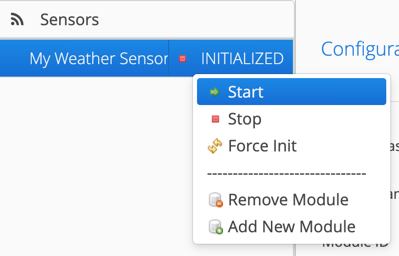 Sensors
My Weather Sensor INITIALIZED
Configura
Start
Stop
Force Init
-------------------------------
Remove Module
Add New Module
Module ID